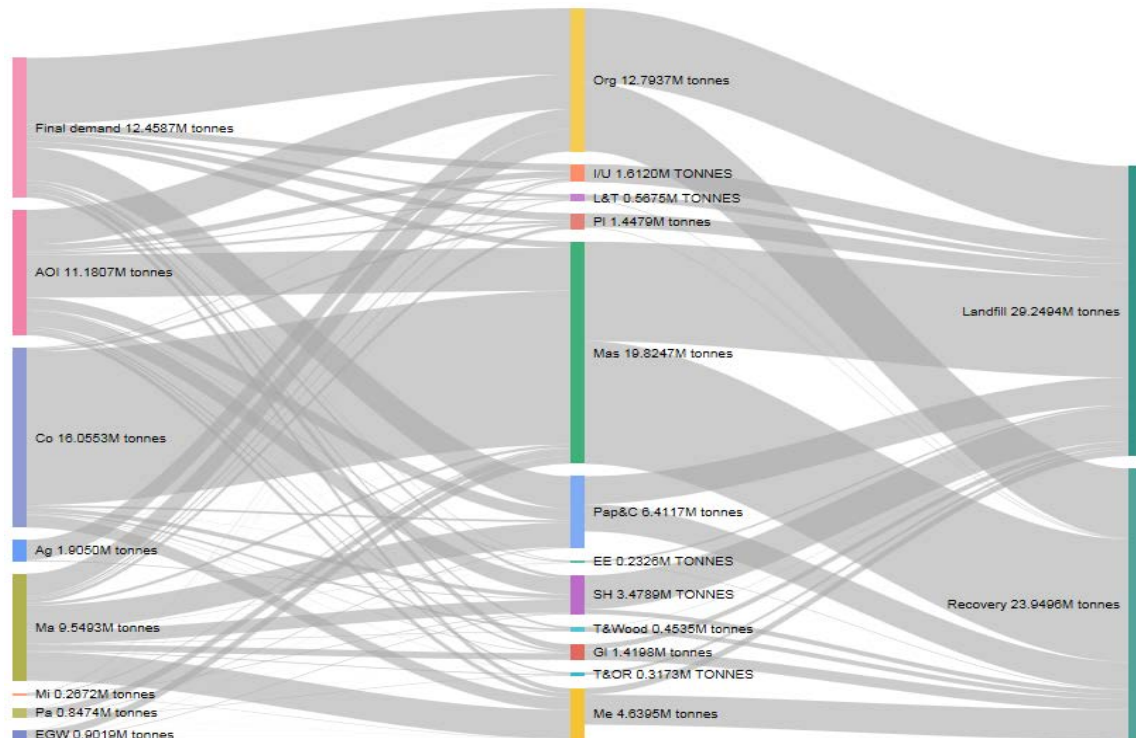 Final demand 12.4587M tonnes
AOI 11.1807M tonnes
Co 16.0553M tonnes
Ag 1.9050M tonnes
Ma 9.5493M tonnes
Mi 0.2672M tonnes
Pa 0.8474M tonnes
EGW 0.9019M tonnes
Org 12.7937M tonnes
I/U 1.6120M TONNES
L&T 0.5675M TONNES
Pl 1.4479M tonnes
Mas 19.8247M tonnes
Pap&C 6.4117M tonnes
EE 0.2326M TONNES
SH 3.4789M TONNES
T&Wood 0.4535M tonnes
Gl 1.4198M tonnes
T&OR 0.3173M TONNES
Me 4.6395M tonnes
Landfill 29.2494M tonnes
Recovery 23.9496M tonnes